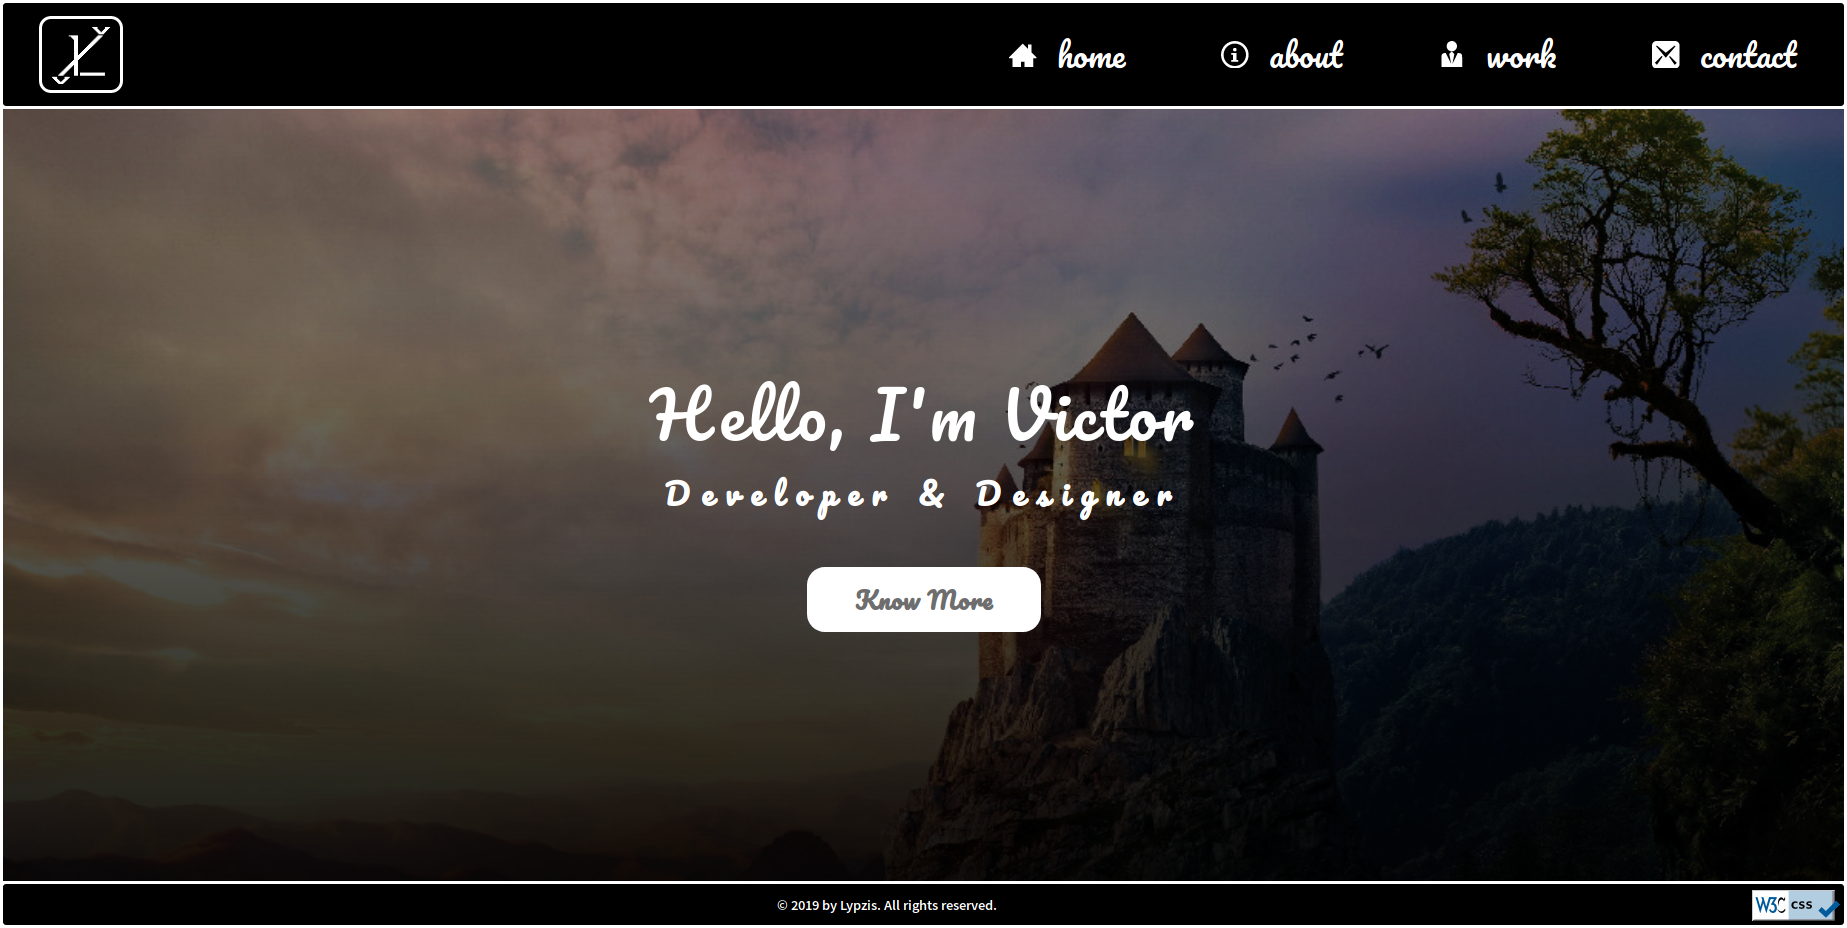 home
about
work
contact
Hello, I'm Victor
Developer & Designer
Know More
© 2019 by Lypzis. All rights reserved.
W3C css